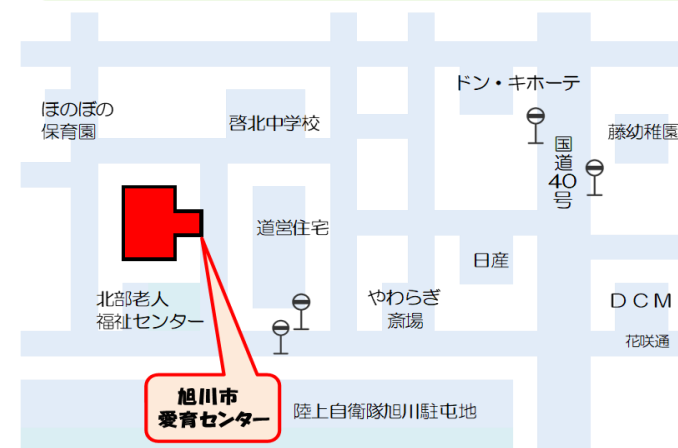 ドン・キホーテ
ほのぼの
保育園
啓北中学校
藤幼稚園
国道40号
道営住宅
日産
北部老人
福祉センター
やわらぎ
斎場
DCM
花咲通
旭川市
愛育センター
陸上自衛隊旭川駐屯地